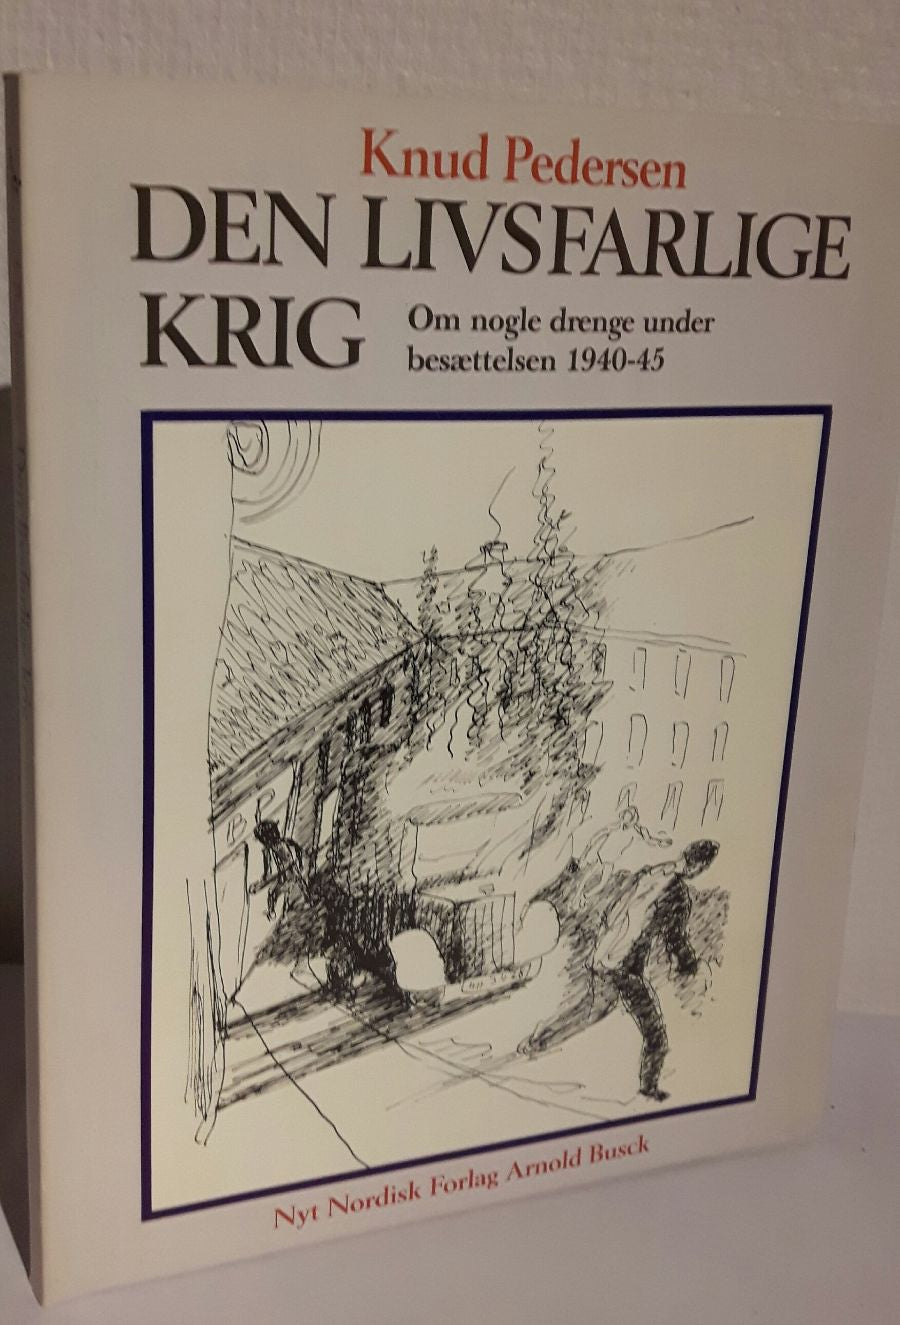 Knud Pedersen
DEN LIVSFARLIGE
KRIG
Om nogle drenge under
besættelsen 1940-45
Nyt Nordisk Forlag Arnold Busck